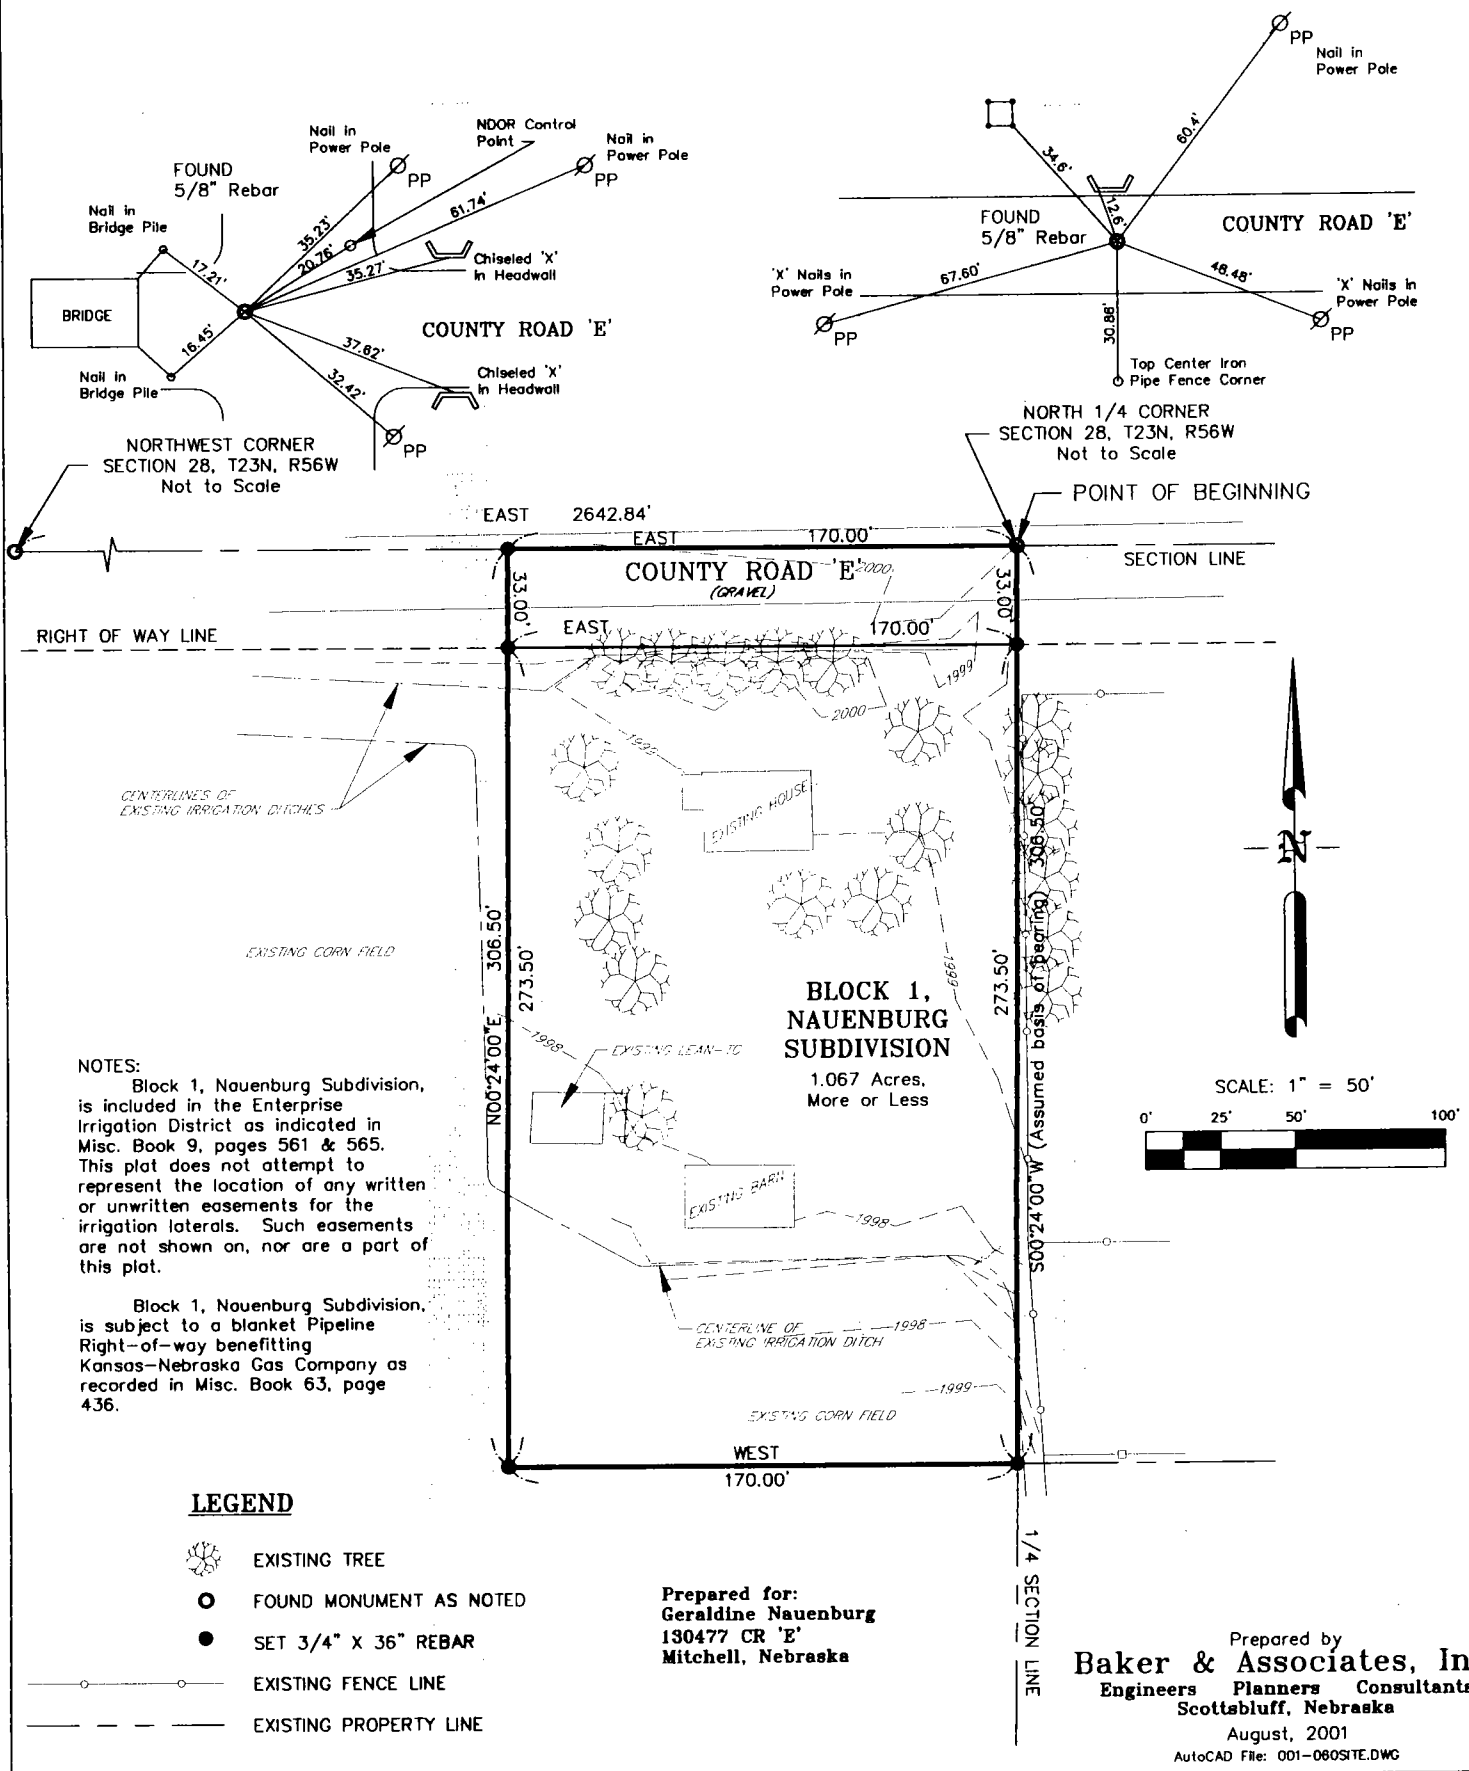 PP
Nail in
Power Pole
60.4'
34.6'
12.6'
FOUND
5/8" Rebar
COUNTY ROAD 'E'
67.60'
48.48'
30.86'
'X' Nails in
Power Pole
PP
'X' Nails in
Power Pole
PP
Top Center Iron
Pipe Fence Corner
Nail in
Power Pole
PP
NDOR Control
Point
Nail in
Power Pole
PP
FOUND
5/8" Rebar
Nail in
Bridge Pile
17.21'
35.23'
20.76'
61.74'
35.27'
Chiseled 'X'
In Headwall
BRIDGE
COUNTY ROAD 'E'
16.45'
37.62'
32.42'
Nail in
Bridge Pile
Chiseled 'X'
In Headwall
PP
NORTHWEST CORNER
SECTION 28, T23N, R56W
Not to Scale
NORTH 1/4 CORNER
SECTION 28, T23N, R56W
Not to Scale
POINT OF BEGINNING
EAST 2642.84'
EAST 170.00'
SECTION LINE
COUNTY ROAD 'E'
(GRAVEL)
2000
33.00'
33.00'
RIGHT OF WAY LINE
EAST 170.00'
1999
2000
1998
CENTERLINES OF
EXISTING IRRIGATION DITCHES
EXISTING HOUSE
N
EXISTING CORN FIELD
N00°24'00"E 306.50'
273.50'
273.50'
S00°24'00"W (Assumed basis of bearing) 306.50'
1999
BLOCK 1,
NAUENBURG
SUBDIVISION
1.067 Acres,
More or Less
1998
EXISTING LEAN-TO
SCALE: 1" = 50'
0' 25' 50' 100'
NOTES:
Block 1, Nauenburg Subdivision,
is included in the Enterprise
Irrigation District as indicated in
Misc. Book 9, pages 561 & 565.
This plat does not attempt to
represent the location of any written
or unwritten easements for the
irrigation laterals. Such easements
are not shown on, nor are a part of
this plat.
Block 1, Nauenburg Subdivision,
is subject to a blanket Pipeline
Right-of-way benefitting
Kansas-Nebraska Gas Company as
recorded in Misc. Book 63, page
436.
EXISTING BARN
1998
CENTERLINE OF
EXISTING IRRIGATION DITCH
1998
1999
EXISTING CORN FIELD
WEST
170.00'
1/4 SECTION LINE
LEGEND
EXISTING TREE
FOUND MONUMENT AS NOTED
SET 3/4" X 36" REBAR
EXISTING FENCE LINE
EXISTING PROPERTY LINE
Prepared for:
Geraldine Nauenburg
130477 CR 'E'
Mitchell, Nebraska
Prepared by
Baker & Associates, In
Engineers Planners Consultants
Scottsbluff, Nebraska
August, 2001
AutoCAD File: 001-060SITE.DWG